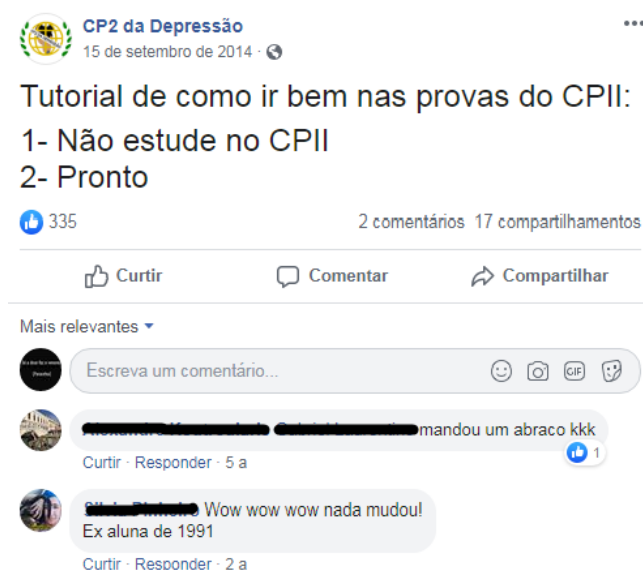 CP2 da Depressão
15 de setembro de 2014 ·
Tutorial de como ir bem nas provas do CPII:
1- Não estude no CPII
2- Pronto
335
2 comentários 17 compartilhamentos
Curtir Comentar Compartilhar
Mais relevantes
Escreva um comentário...
GIF
mandou um abraco kkk
1
Curtir · Responder · 5 a
Wow wow wow nada mudou!
Ex aluna de 1991
Curtir · Responder · 2 a